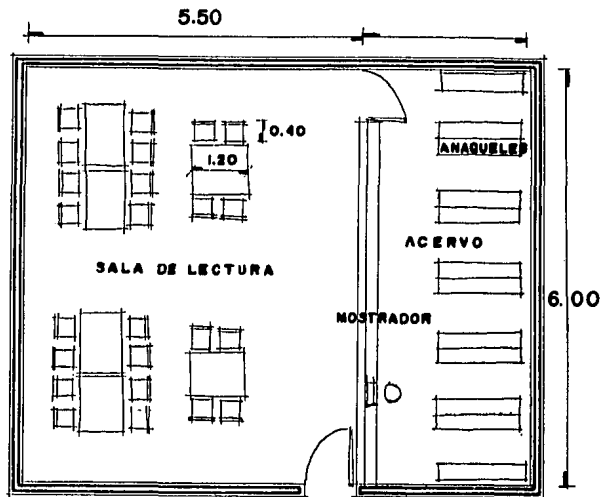 5.50
0.40
1.20
ANAQUELES
ACERVO
SALA DE LECTURA
6.00
MOSTRADOR